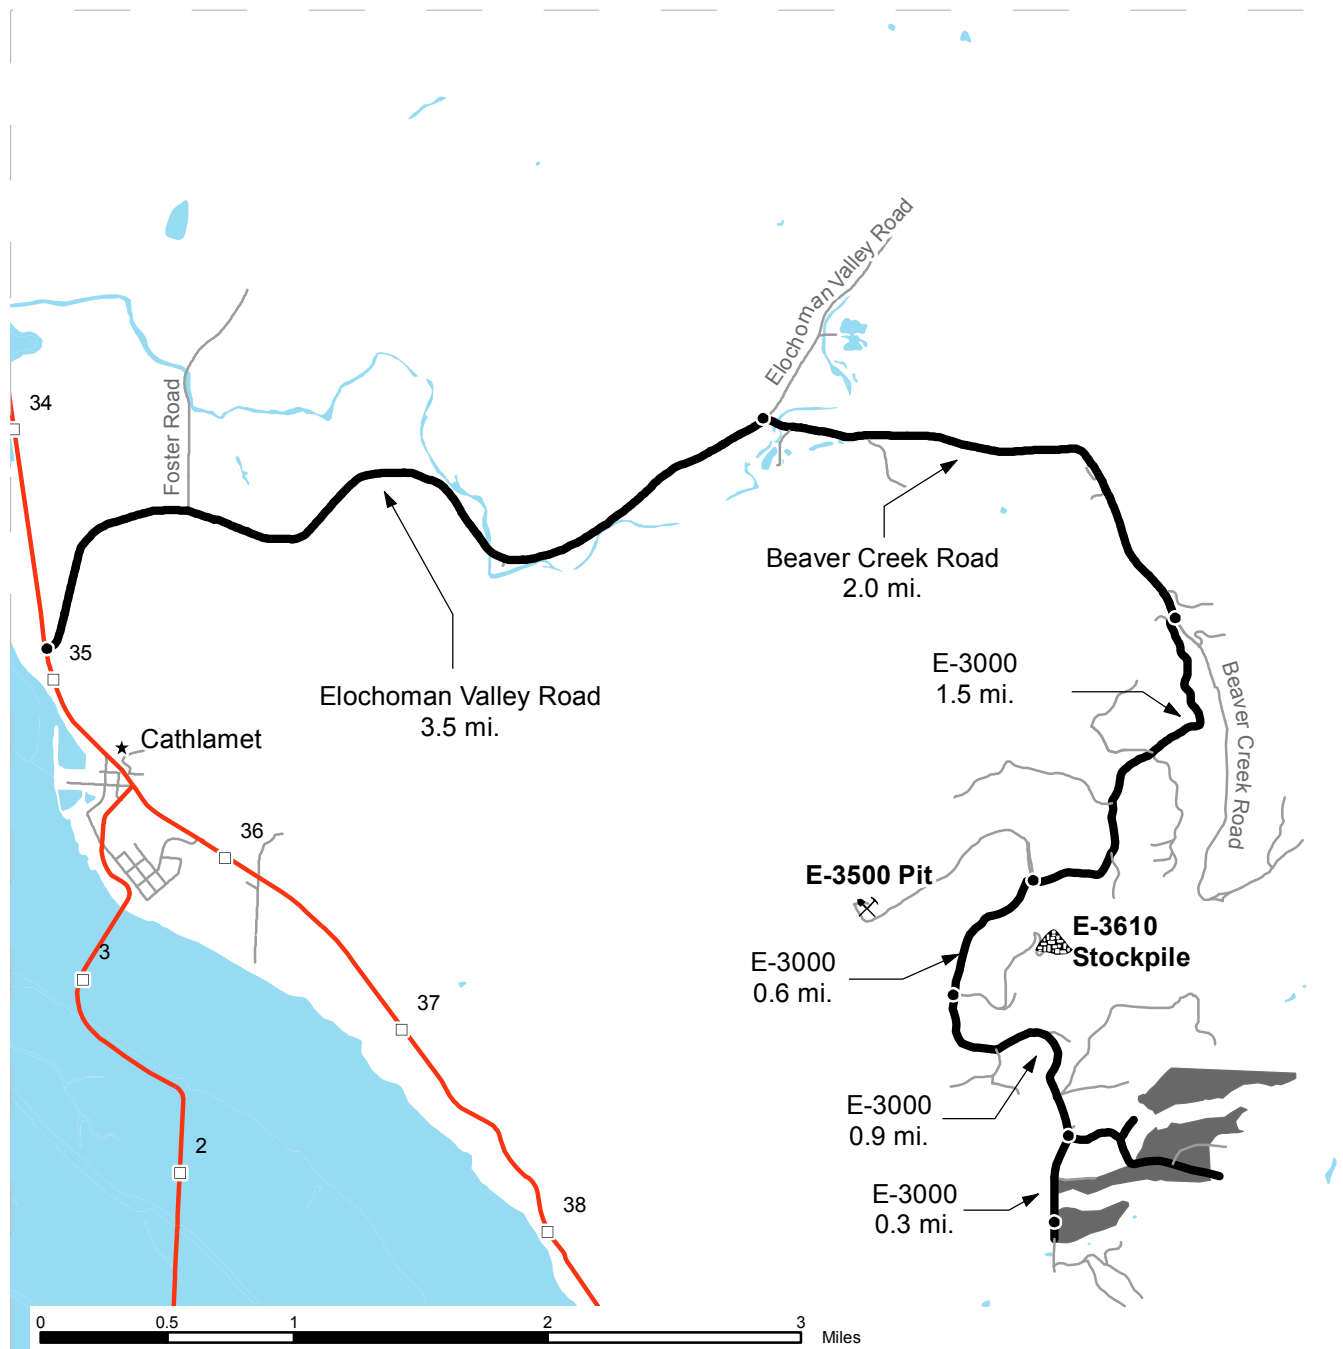 Elochoman Valley Road
34
Foster Road
Beaver Creek Road
2.0 mi.
35
E-3000
1.5 mi.
Beaver Creek Road
Elochoman Valley Road
3.5 mi.
Cathlamet
36
E-3500 Pit
E-3610
Stockpile
3
E-3000
0.6 mi.
37
E-3000
0.9 mi.
2
E-3000
0.3 mi.
38
0 0.5 1 2 3 Miles